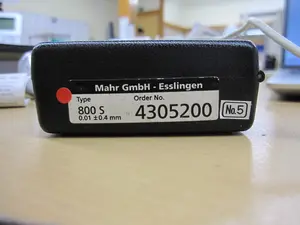 Mahr GmbH - Esslingen
Type
Order No.
800 S
0.01 ±0.4 mm
4305200
No.5